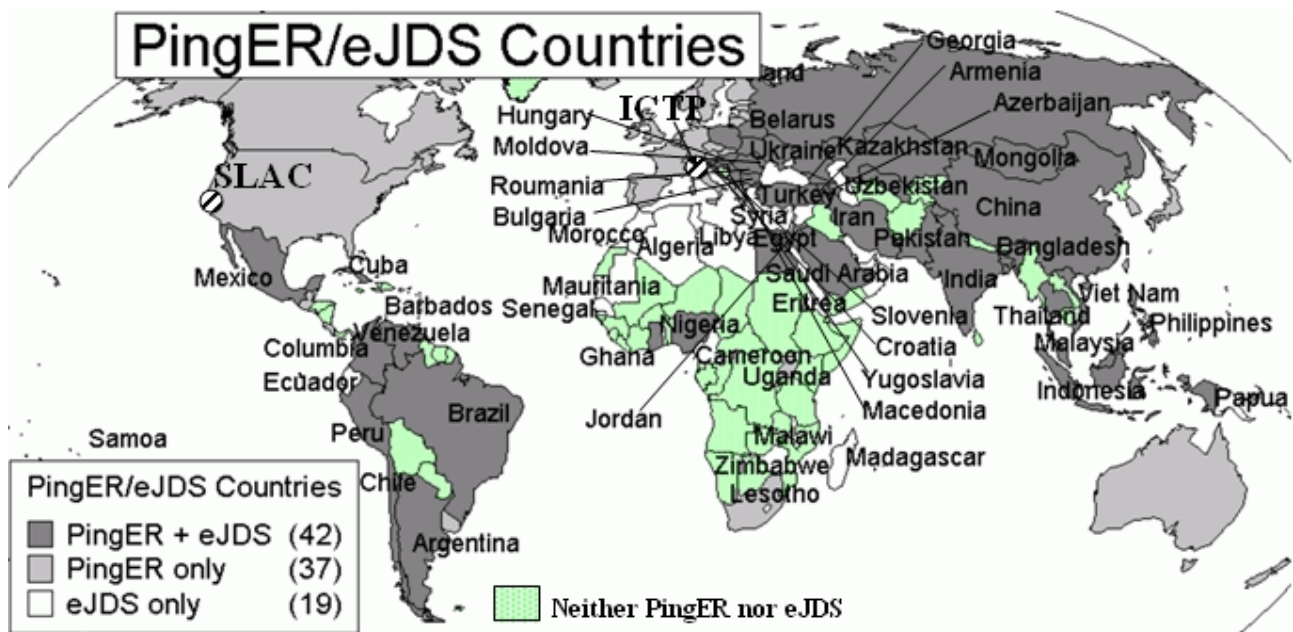 PingER/eJDS Countries
Georgia
land
Armenia
Hungary
ICTP
Azerbaijan
Belarus
Moldova
Ukraine
Kazakhstan
Mongolia
SLAC
Roumania
Turkey
Uzbekistan
China
Bulgaria
Syria
Iran
Morocco
Algeria
Libya
Egypt
Pakistan
Bangladesh
Mexico
Cuba
Saudi Arabia
India
Mauritania
Barbados
Senegal
Eritrea
Slovenia
Viet Nam
Thailand
Philippines
Venezuela
Nigeria
Columbia
Ghana
Cameroon
Croatia
Malaysia
Ecuador
Uganda
Yugoslavia
Indonesia
Papua
Brazil
Jordan
Macedonia
Samoa
Peru
Malawi
Madagascar
Zimbabwe
Chile
Lesotho
Argentina
PingER/eJDS Countries
PingER + eJDS (42)
PingER only (37)
eJDS only (19)
Neither PingER nor eJDS